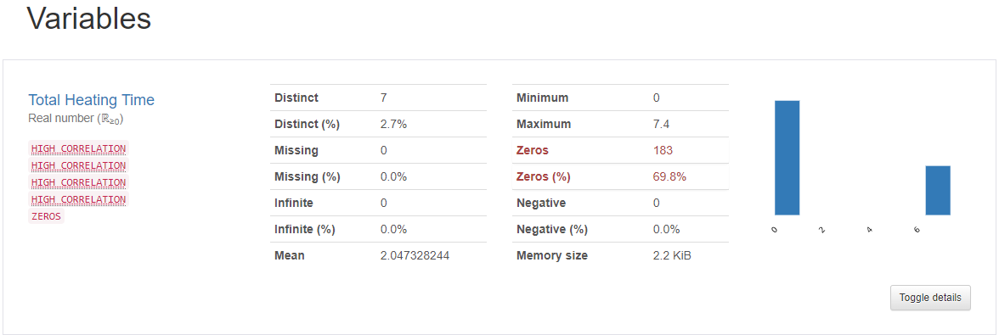 Variables
Total Heating Time
Real number (ℝ≥0)
HIGH CORRELATION
HIGH CORRELATION
HIGH CORRELATION
HIGH CORRELATION
ZEROS
Distinct 7
Distinct (%) 2.7%
Missing 0
Missing (%) 0.0%
Infinite 0
Infinite (%) 0.0%
Mean 2.047328244
Minimum 0
Maximum 7.4
Zeros 183
Zeros (%) 69.8%
Negative 0
Negative (%) 0.0%
Memory size 2.2 KiB
0 2 4 6
Toggle details